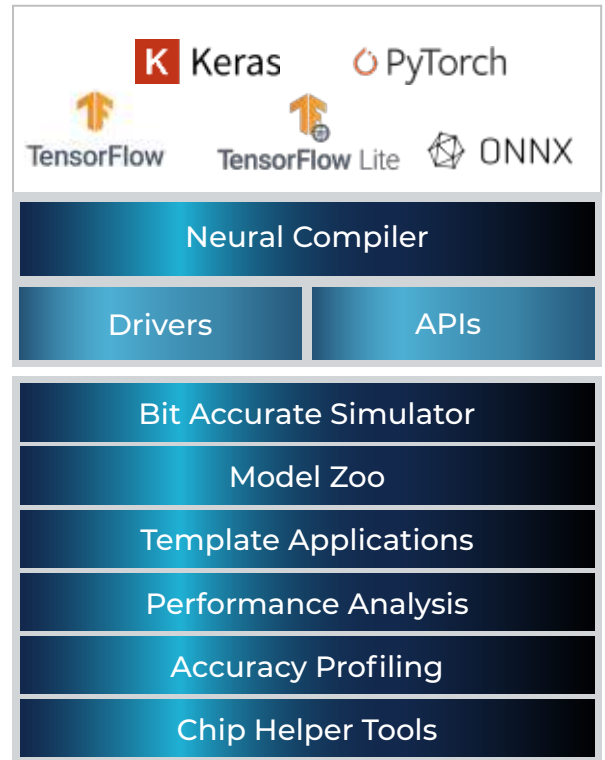 K Keras PyTorch
TensorFlow TensorFlow Lite ONNX
Neural Compiler
Drivers APIs
Bit Accurate Simulator
Model Zoo
Template Applications
Performance Analysis
Accuracy Profiling
Chip Helper Tools